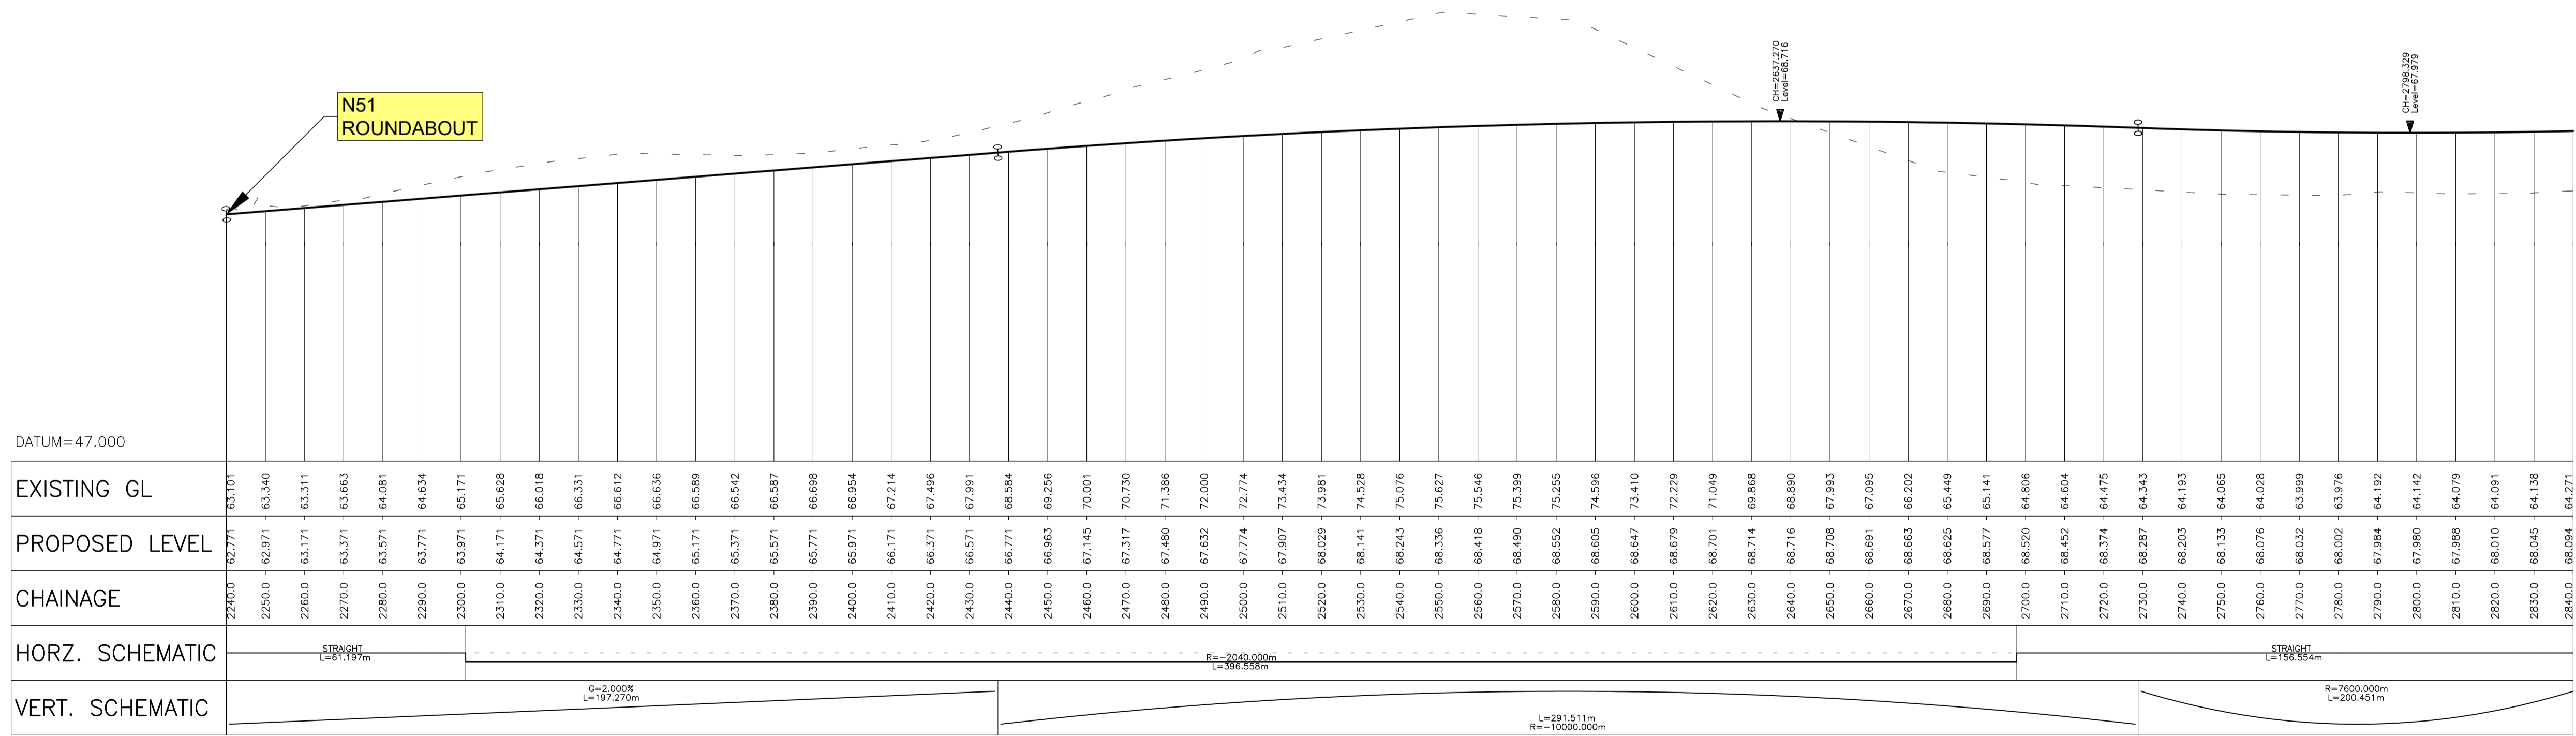 N51
ROUNDABOUT
CH=2637.270
Level=68.716
CH=2798.329
Level=67.979
DATUM=47.000
EXISTING GL 63.101 63.340 63.311 63.663 64.081 64.634 65.171 65.628 66.018 66.331 66.612 66.636 66.589 66.542 66.587 66.698 66.954 67.214 67.496 67.991 68.584 69.256 70.001 70.730 71.386 72.000 72.774 73.434 73.981 74.528 75.076 75.627 75.546 75.399 75.255 74.596 73.410 72.229 71.049 69.868 68.890 67.993 67.095 66.202 65.449 65.141 64.806 64.604 64.475 64.343 64.193 64.065 64.028 63.999 63.976 64.192 64.142 64.079 64.091 64.138 64.271
PROPOSED LEVEL 62.771 62.971 63.171 63.371 63.571 63.771 63.971 64.171 64.371 64.571 64.771 64.971 65.171 65.371 65.571 65.771 65.971 66.171 66.371 66.571 66.771 66.963 67.145 67.317 67.480 67.632 67.774 67.907 68.029 68.141 68.243 68.336 68.418 68.490 68.552 68.605 68.647 68.679 68.701 68.714 68.716 68.708 68.691 68.663 68.625 68.577 68.520 68.452 68.374 68.287 68.203 68.133 68.076 68.032 68.002 67.984 67.980 67.988 68.010 68.045 68.094
CHAINAGE 2240.0 2250.0 2260.0 2270.0 2280.0 2290.0 2300.0 2310.0 2320.0 2330.0 2340.0 2350.0 2360.0 2370.0 2380.0 2390.0 2400.0 2410.0 2420.0 2430.0 2440.0 2450.0 2460.0 2470.0 2480.0 2490.0 2500.0 2510.0 2520.0 2530.0 2540.0 2550.0 2560.0 2570.0 2580.0 2590.0 2600.0 2610.0 2620.0 2630.0 2640.0 2650.0 2660.0 2670.0 2680.0 2690.0 2700.0 2710.0 2720.0 2730.0 2740.0 2750.0 2760.0 2770.0 2780.0 2790.0 2800.0 2810.0 2820.0 2830.0 2840.0
HORZ. SCHEMATIC
STRAIGHT
L=61.197m
R=-2040.000m
L=396.558m
STRAIGHT
L=156.554m
VERT. SCHEMATIC
G=2.000%
L=197.270m
L=291.511m
R=-10000.000m
R=7600.000m
L=200.451m